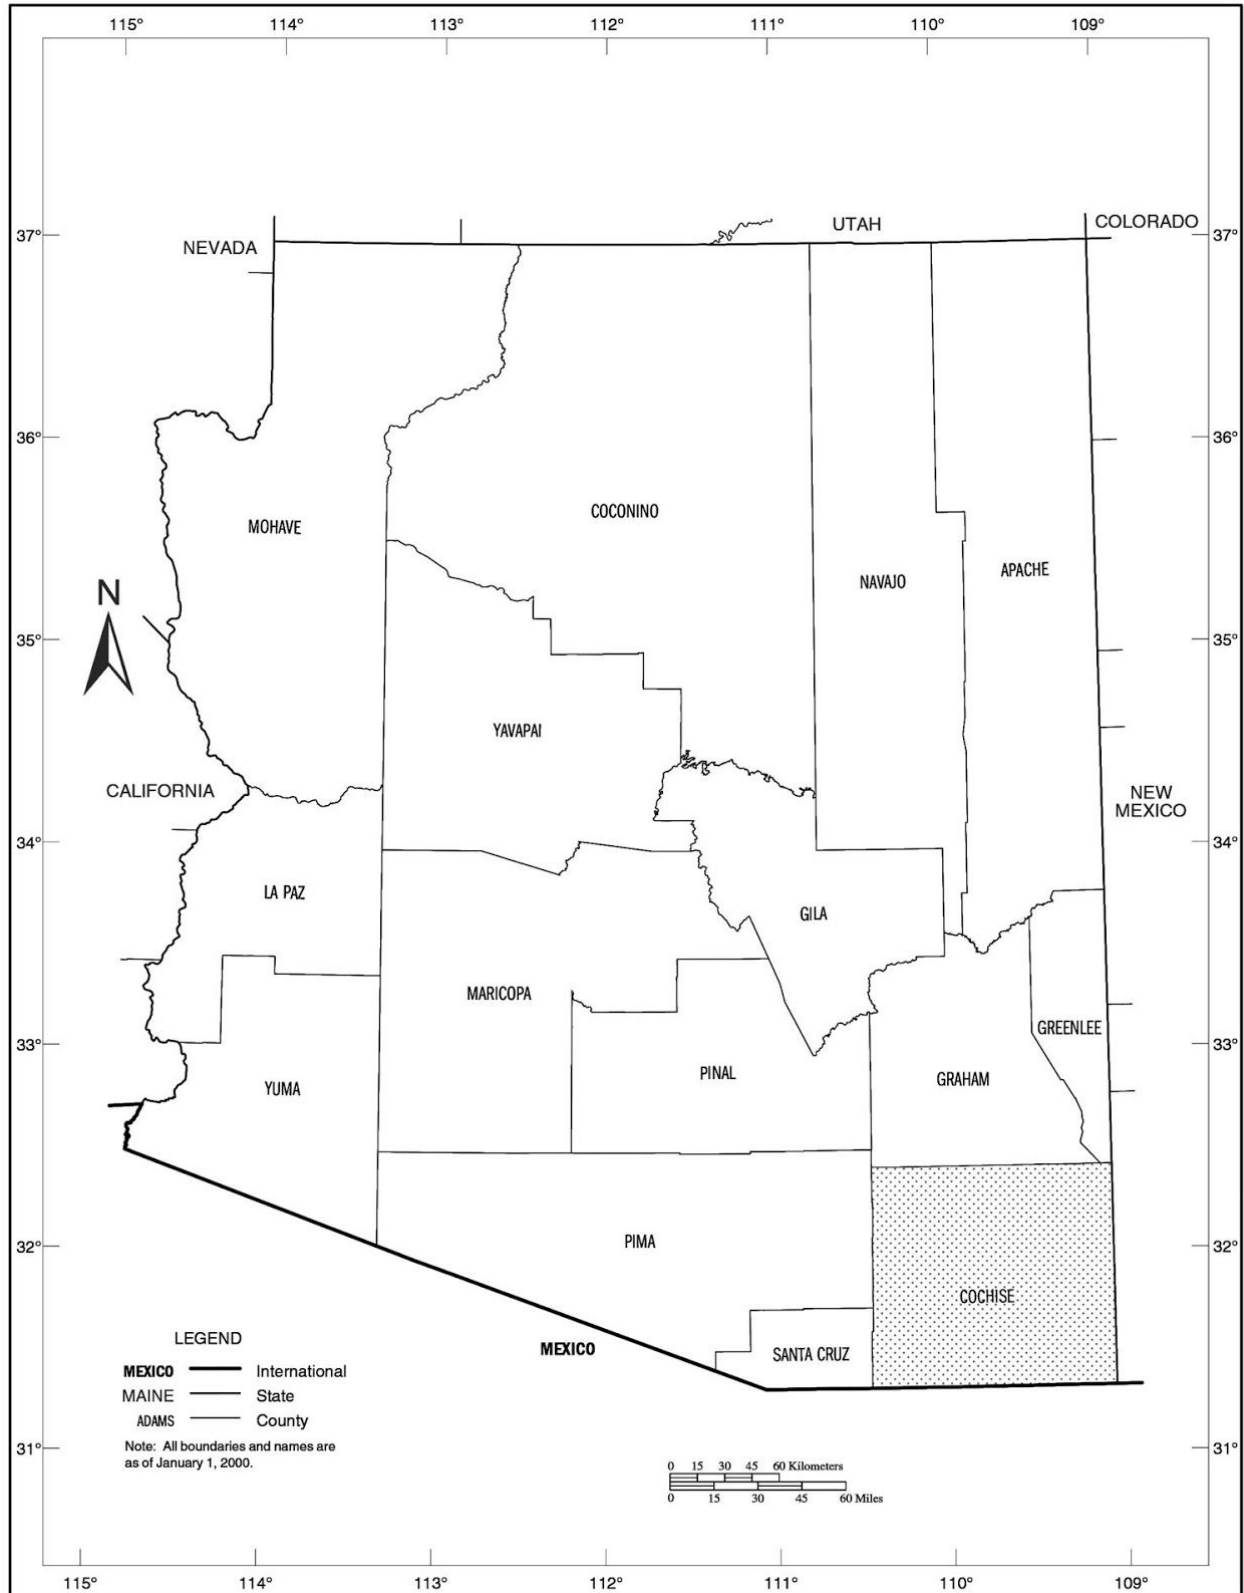 115° 114° 113° 112° 111° 110° 109°
UTAH
COLORADO
37° 37°
NEVADA
36° 36°
COCONINO
MOHAVE
APACHE
NAVAJO
N
35° 35°
YAVAPAI
CALIFORNIA
NEW
MEXICO
34° 34°
LA PAZ
GILA
MARICOPA
GREENLEE
33° 33°
PINAL
GRAHAM
YUMA
PIMA
32° 32°
COCHISE
LEGEND
MEXICO
SANTA CRUZ
MEXICO International
MAINE State
ADAMS County
Note: All boundaries and names are
as of January 1, 2000.
31° 31°
0 15 30 45 60 Kilometers
0 15 30 45 60 Miles
115° 114° 113° 112° 111° 110° 109°